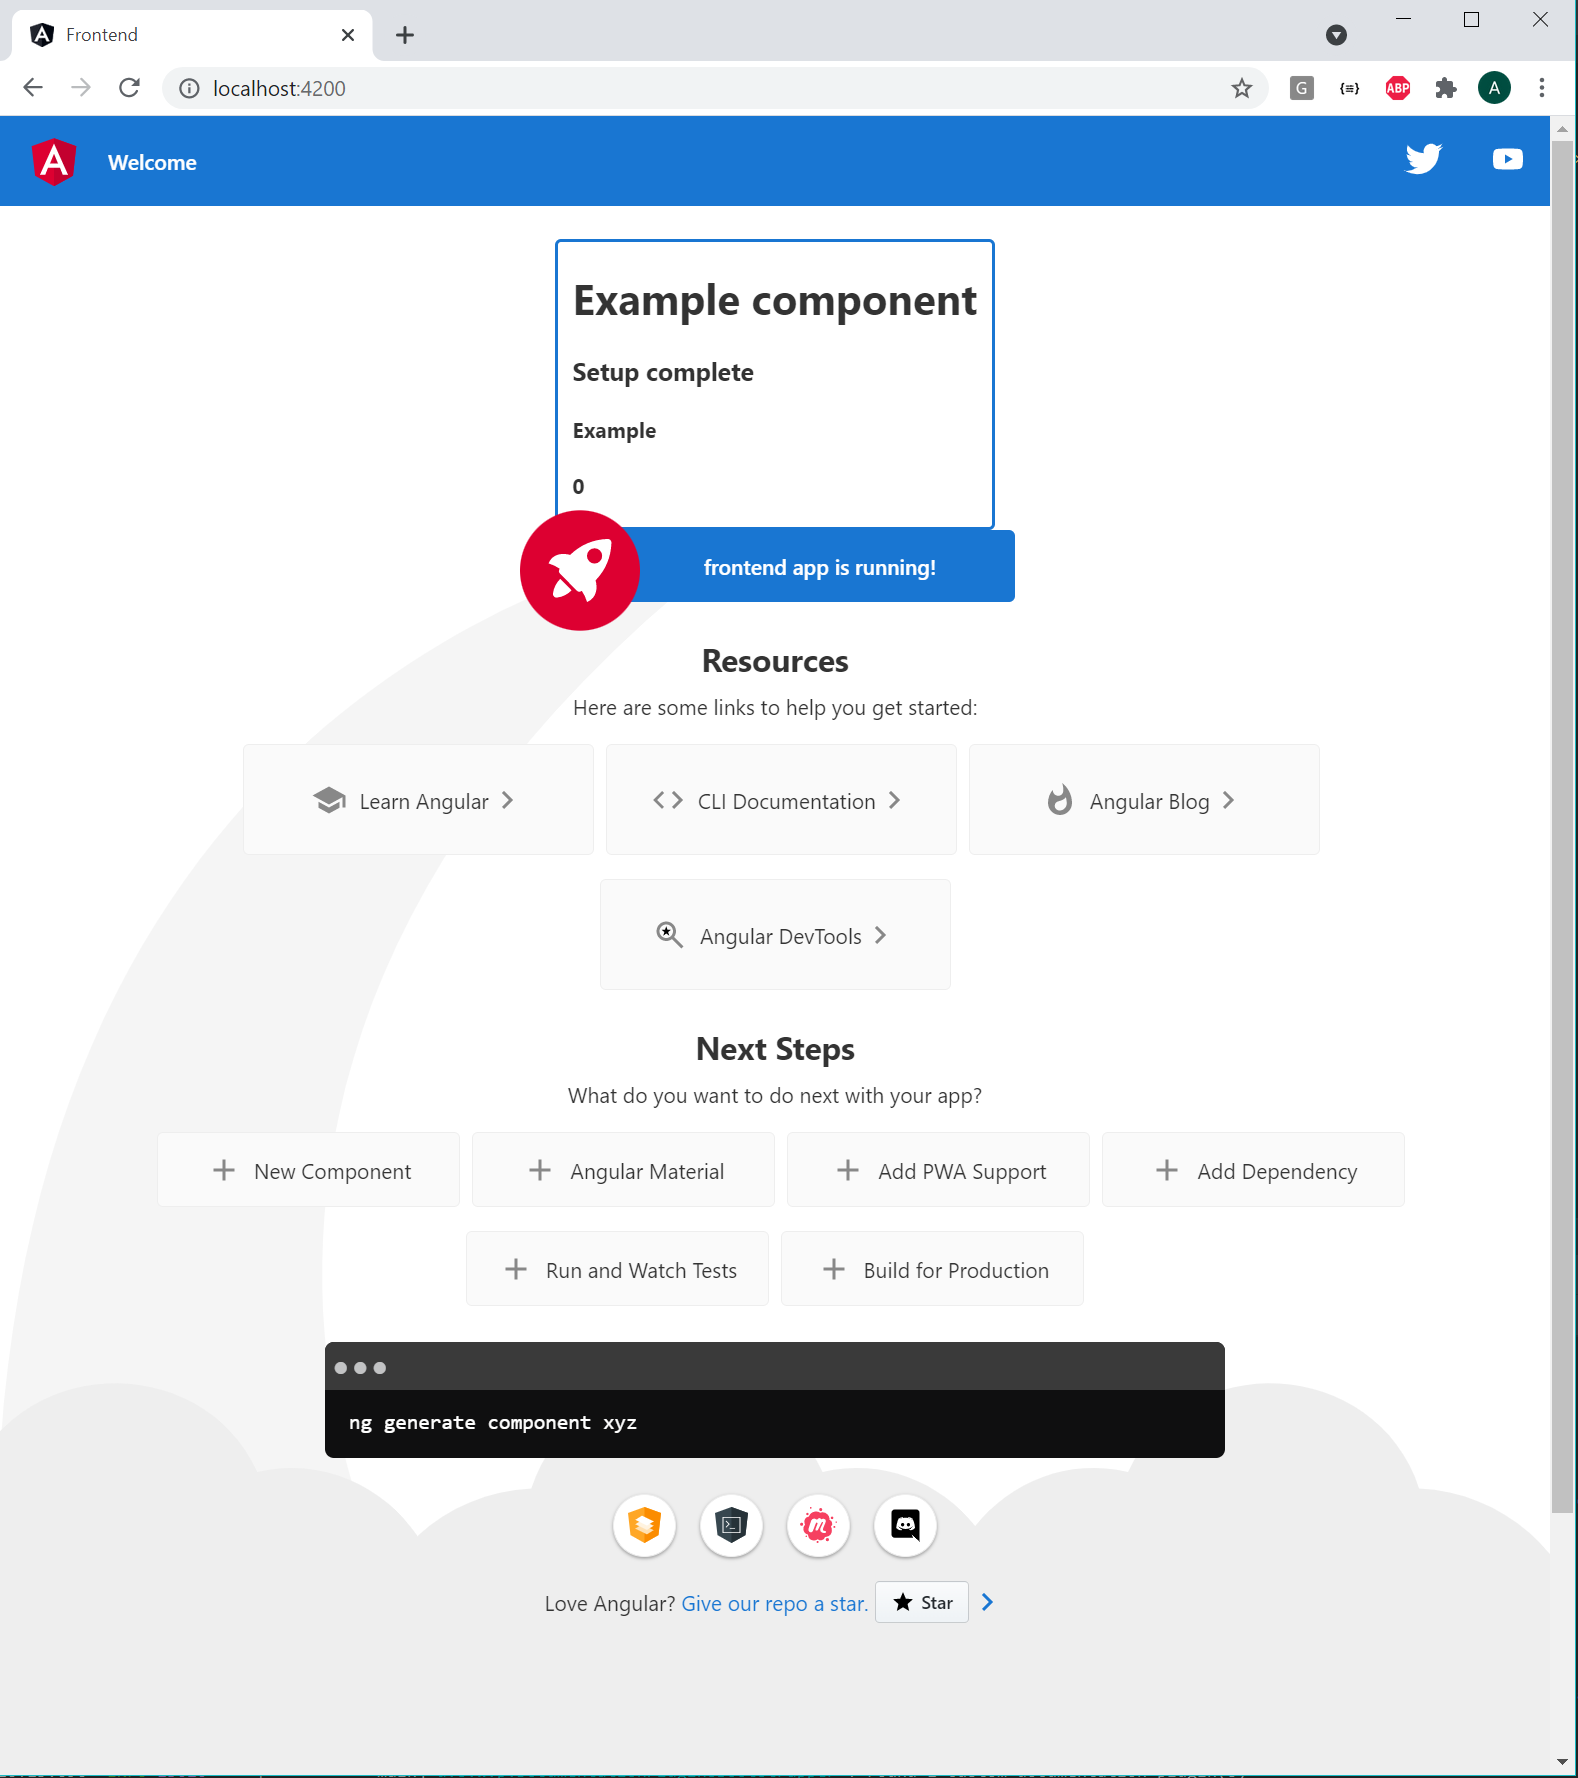 Frontend
localhost:4200
G
ABP
A
Welcome
Example component
Setup complete
Example
0
frontend app is running!
Resources
Here are some links to help you get started:
Learn Angular
CLI Documentation
Angular Blog
Angular DevTools
Next Steps
What do you want to do next with your app?
New Component
Angular Material
Add PWA Support
Add Dependency
Run and Watch Tests
Build for Production
ng generate component xyz
Love Angular? Give our repo a star. Star